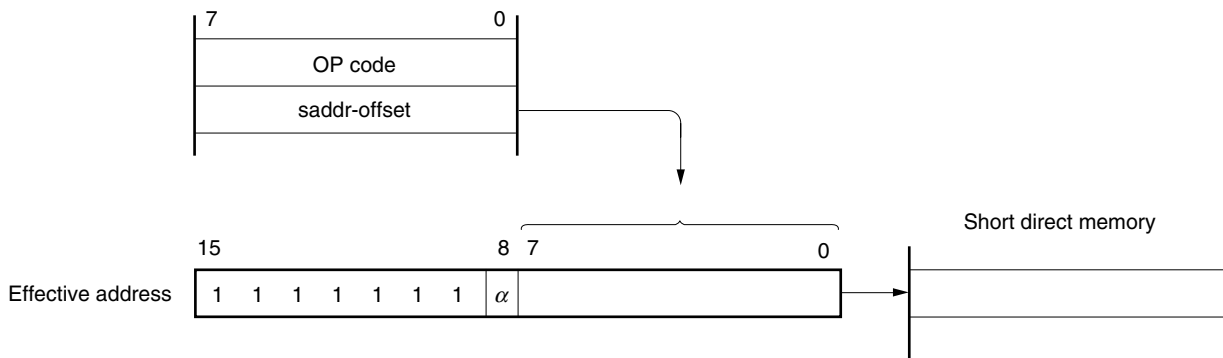 7 0
OP code
saddr-offset
Short direct memory
15 8 7 0
Effective address 1 1 1 1 1 1 1 α